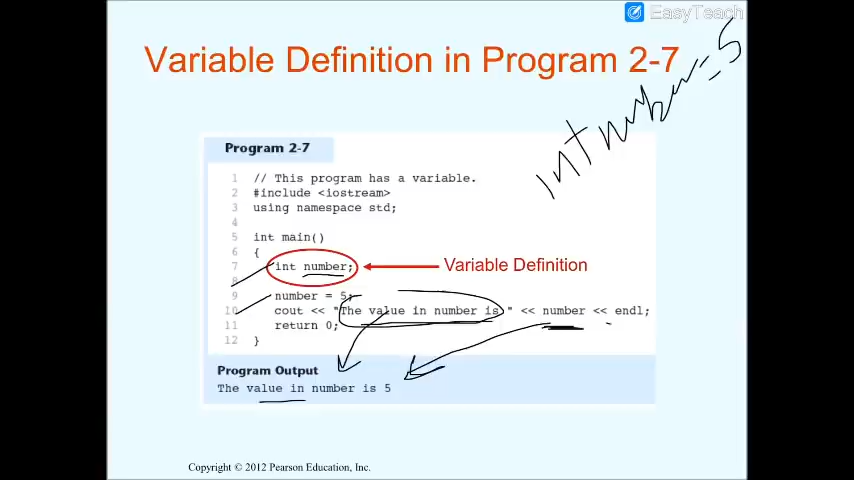 EasyTeach
Variable Definition in Program 2-7
int number = 5
Program 2-7
1 // This program has a variable.
2 #include <iostream>
3 using namespace std;
4
5 int main()
6 {
7 int number;
Variable Definition
8
9 number = 5;
10 cout << "The value in number is " << number << endl;
11 return 0;
12 }
Program Output
The value in number is 5
Copyright © 2012 Pearson Education, Inc.